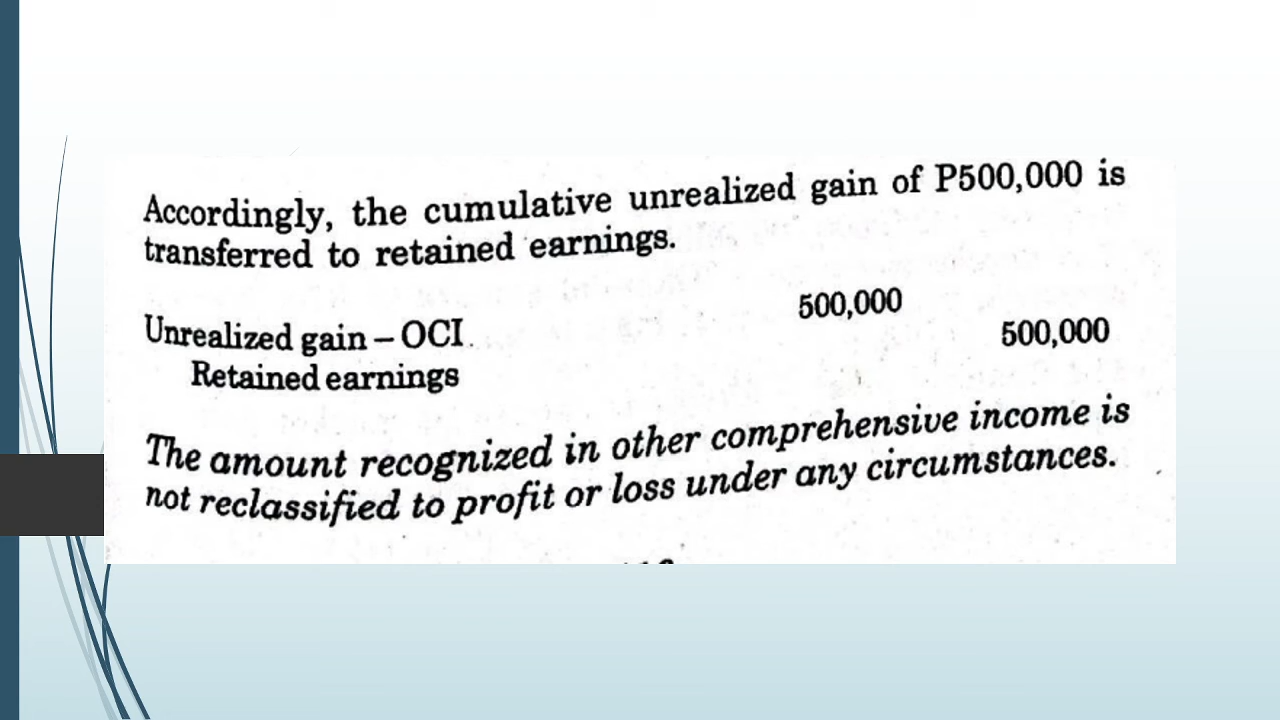 Accordingly, the cumulative unrealized gain of P500,000 is
transferred to retained earnings.
Unrealized gain – OCI 500,000
Retained earnings 500,000
The amount recognized in other comprehensive income is
not reclassified to profit or loss under any circumstances.